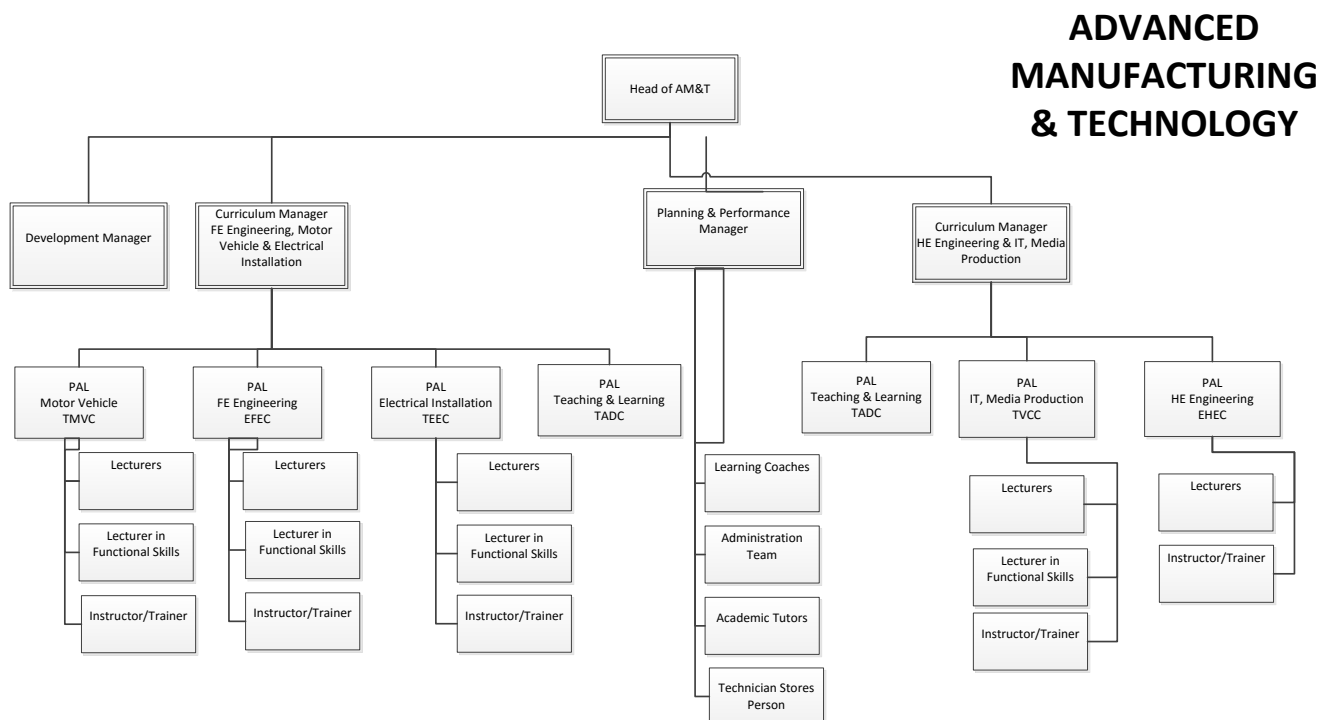 ADVANCED
MANUFACTURING
& TECHNOLOGY
Head of AM&T
Development Manager
Curriculum Manager
FE Engineering, Motor
Vehicle & Electrical
Installation
Planning & Performance
Manager
Curriculum Manager
HE Engineering & IT, Media
Production
PAL
Motor Vehicle
TMVC
PAL
FE Engineering
EFEC
PAL
Electrical Installation
TEEC
PAL
Teaching & Learning
TADC
PAL
Teaching & Learning
TADC
PAL
IT, Media Production
TVCC
PAL
HE Engineering
EHEC
Lecturers
Lecturer in
Functional Skills
Instructor/Trainer
Lecturers
Lecturer in
Functional Skills
Instructor/Trainer
Lecturers
Lecturer in
Functional Skills
Instructor/Trainer
Learning Coaches
Administration
Team
Academic Tutors
Technician Stores
Person
Lecturers
Lecturer in
Functional Skills
Instructor/Trainer
Lecturers
Instructor/Trainer